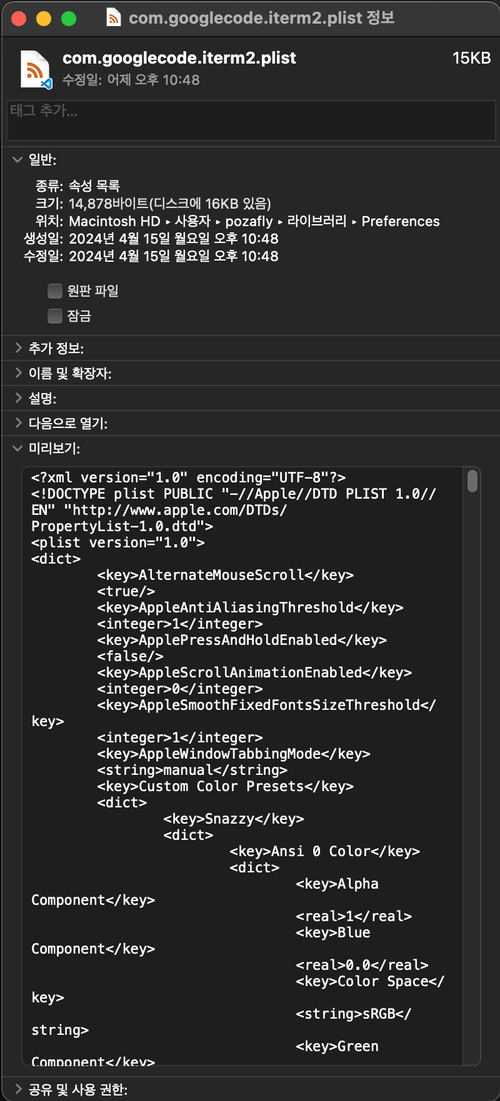 com.googlecode.iterm2.plist 정보
com.googlecode.iterm2.plist 15KB
수정일: 어제 오후 10:48
태그 추가...
일반:
종류: 속성 목록
크기: 14,878바이트(디스크에 16KB 있음)
위치: Macintosh HD ▸ 사용자 ▸ pozafly ▸ 라이브러리 ▸ Preferences
생성일: 2024년 4월 15일 월요일 오후 10:48
수정일: 2024년 4월 15일 월요일 오후 10:48
원판 파일
잠금
추가 정보:
이름 및 확장자:
설명:
다음으로 열기:
미리보기:
<?xml version="1.0" encoding="UTF-8"?>
<!DOCTYPE plist PUBLIC "-//Apple//DTD PLIST 1.0//
EN" "http://www.apple.com/DTDs/
PropertyList-1.0.dtd">
<plist version="1.0">
<dict>
<key>AlternateMouseScroll</key>
<true/>
<key>AppleAntiAliasingThreshold</key>
<integer>1</integer>
<key>ApplePressAndHoldEnabled</key>
<false/>
<key>AppleScrollAnimationEnabled</key>
<integer>0</integer>
<key>AppleSmoothFixedFontsSizeThreshold</
key>
<integer>1</integer>
<key>AppleWindowTabbingMode</key>
<string>manual</string>
<key>Custom Color Presets</key>
<dict>
<key>Snazzy</key>
<dict>
<key>Ansi 0 Color</key>
<dict>
<key>Alpha
Component</key>
<real>1</real>
<key>Blue
Component</key>
<real>0.0</real>
<key>Color Space</
key>
<string>sRGB</
string>
<key>Green
Component</key>
공유 및 사용 권한: